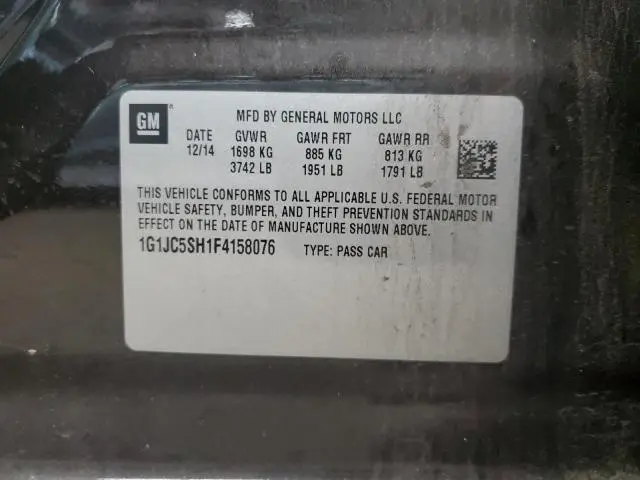 GM
MFD BY GENERAL MOTORS LLC
DATE GVWR GAWR FRT GAWR RR
12/14 1698 KG 885 KG 813 KG
3742 LB 1951 LB 1791 LB
THIS VEHICLE CONFORMS TO ALL APPLICABLE U.S. FEDERAL MOTOR
VEHICLE SAFETY, BUMPER, AND THEFT PREVENTION STANDARDS IN
EFFECT ON THE DATE OF MANUFACTURE SHOWN ABOVE.
1G1JC5SH1F4158076 TYPE: PASS CAR